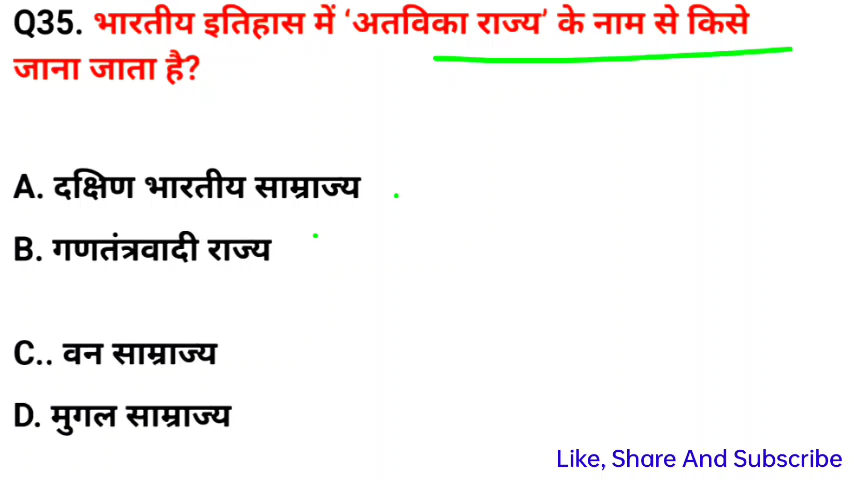 Q35. भारतीय इतिहास में ‘अतविका राज्य’ के नाम से किसे
जाना जाता है?
A. दक्षिण भारतीय साम्राज्य
B. गणतंत्रवादी राज्य
C.. वन साम्राज्य
D. मुगल साम्राज्य
Like, Share And Subscribe